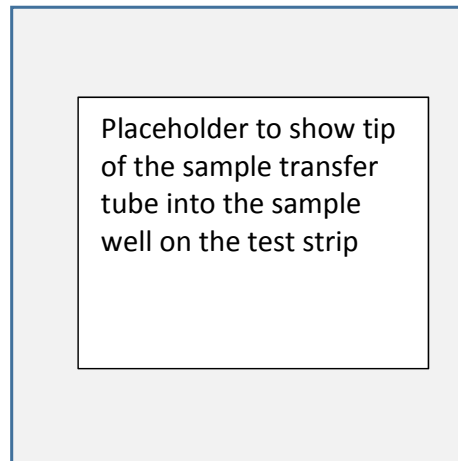 Placeholder to show tip
of the sample transfer
tube into the sample
well on the test strip